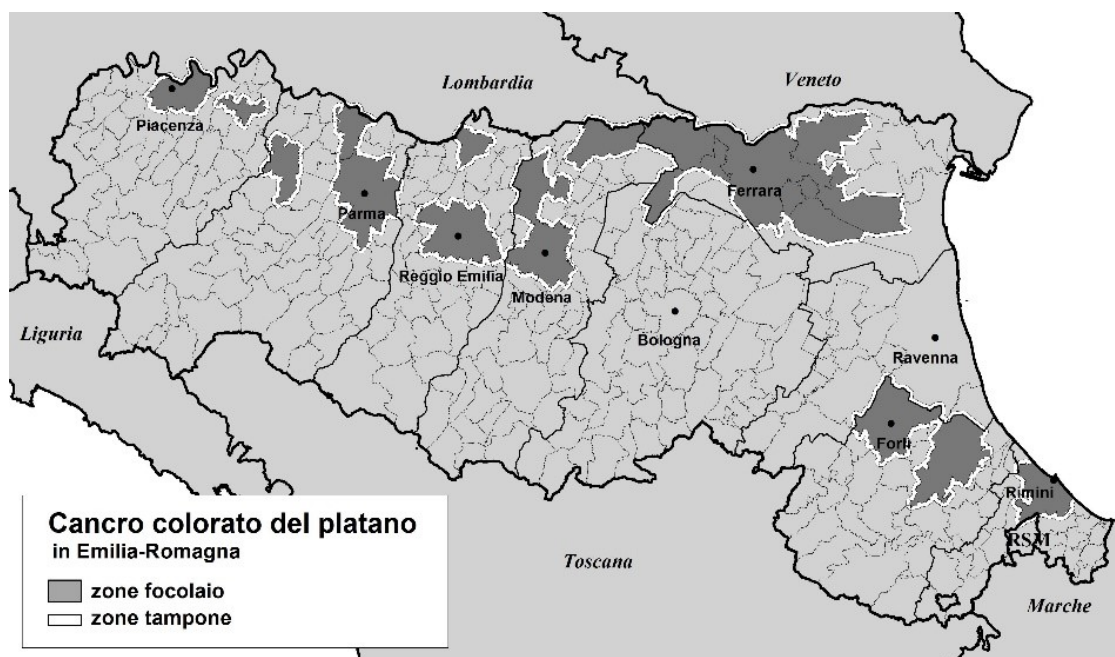 Lombardia
Veneto
Piacenza
Ferrara
Parma
Reggio Emilia
Modena
Liguria
Bologna
Ravenna
Forlì
Rimini
RSM
Toscana
Marche
Cancro colorato del platano
in Emilia-Romagna
zone focolaio
zone tampone